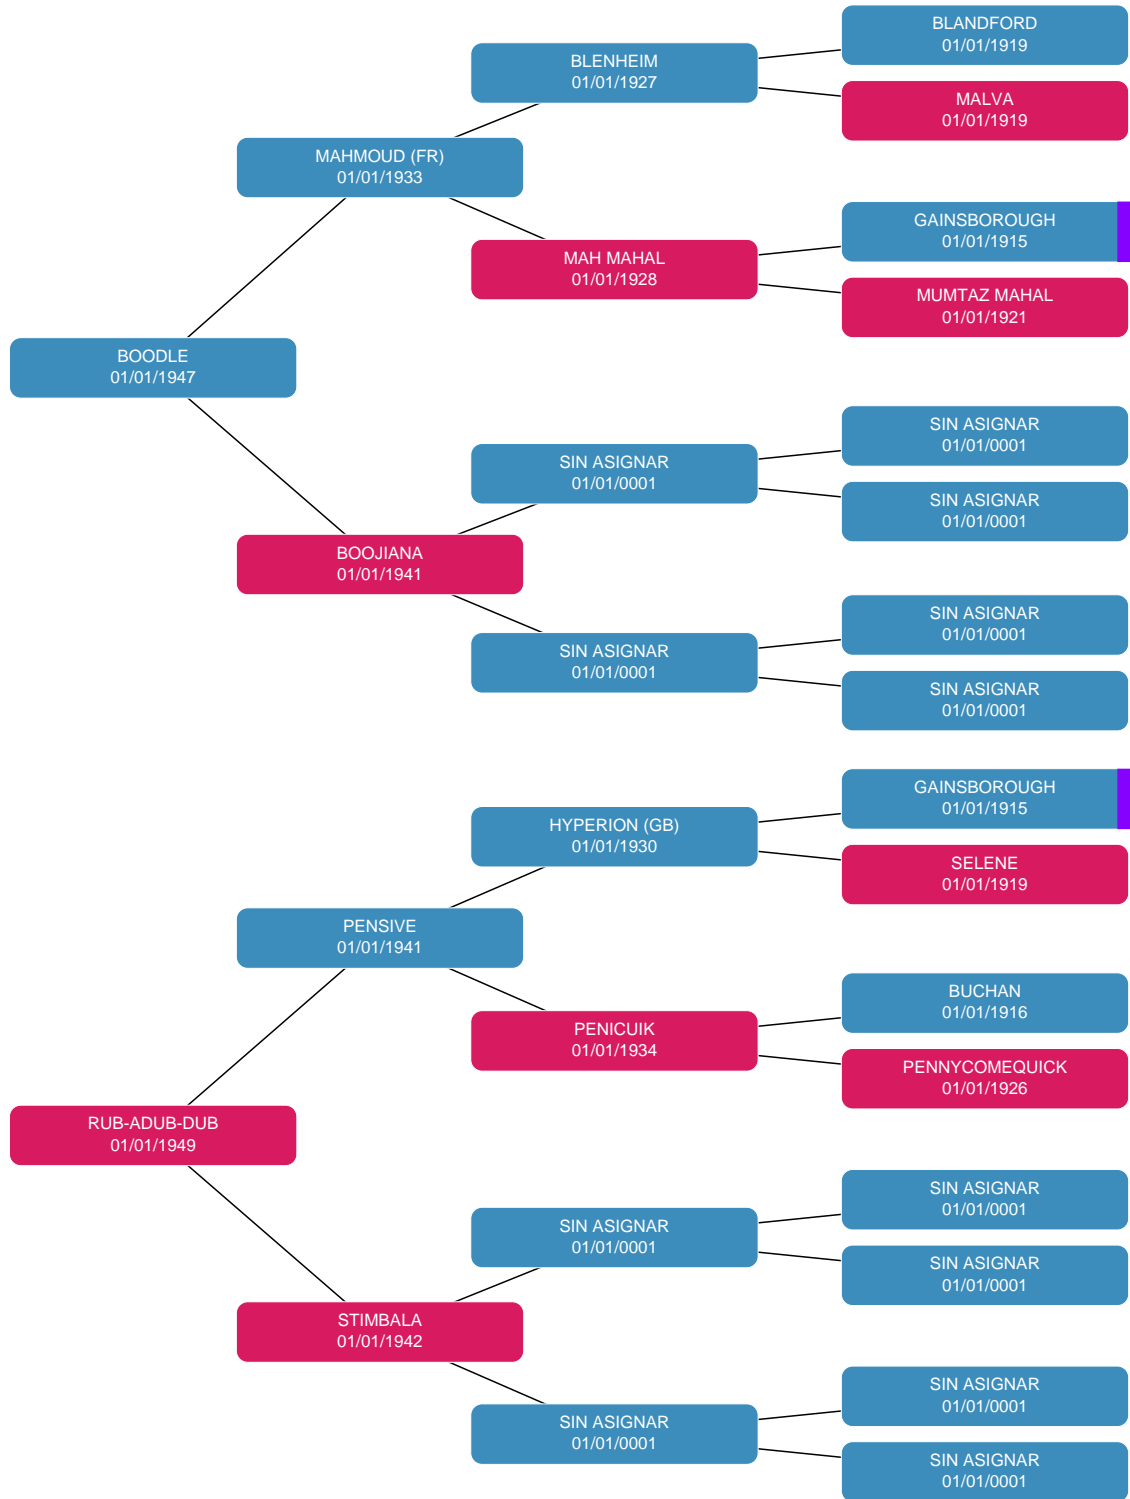 BLANDFORD
01/01/1919
BLENHEIM
01/01/1927
MALVA
01/01/1919
MAHMOUD (FR)
01/01/1933
GAINSBOROUGH
01/01/1915
MAH MAHAL
01/01/1928
MUMTAZ MAHAL
01/01/1921
BOODLE
01/01/1947
SIN ASIGNAR
01/01/0001
SIN ASIGNAR
01/01/0001
SIN ASIGNAR
01/01/0001
BOOJIANA
01/01/1941
SIN ASIGNAR
01/01/0001
SIN ASIGNAR
01/01/0001
SIN ASIGNAR
01/01/0001
GAINSBOROUGH
01/01/1915
HYPERION (GB)
01/01/1930
SELENE
01/01/1919
PENSIVE
01/01/1941
BUCHAN
01/01/1916
PENICUIK
01/01/1934
PENNYCOMEQUICK
01/01/1926
RUB-ADUB-DUB
01/01/1949
SIN ASIGNAR
01/01/0001
SIN ASIGNAR
01/01/0001
SIN ASIGNAR
01/01/0001
STIMBALA
01/01/1942
SIN ASIGNAR
01/01/0001
SIN ASIGNAR
01/01/0001
SIN ASIGNAR
01/01/0001